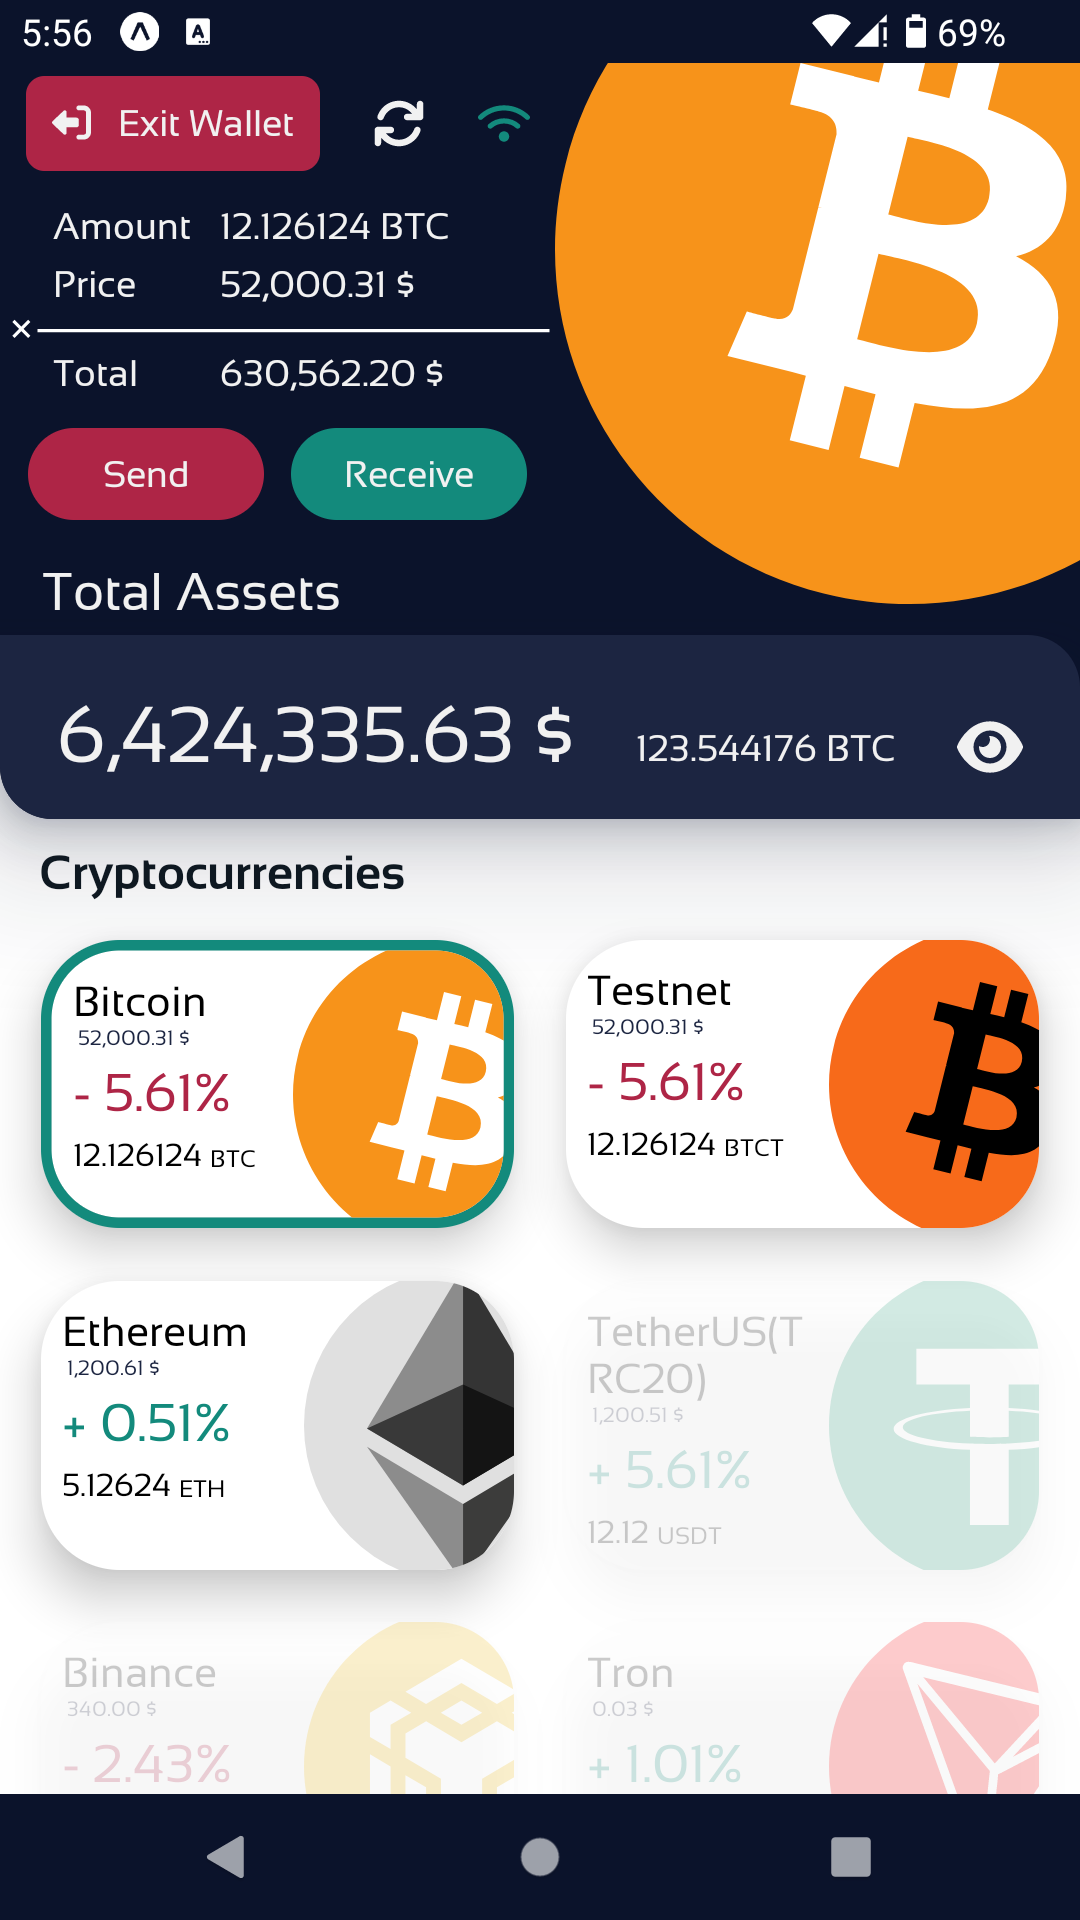 5:56
69%
Exit Wallet
Amount 12.126124 BTC
Price 52,000.31 $
×
Total 630,562.20 $
Send Receive
Total Assets
6,424,335.63 $ 123.544176 BTC
Cryptocurrencies
Bitcoin
52,000.31 $
- 5.61%
12.126124 BTC
Testnet
52,000.31 $
- 5.61%
12.126124 BTCT
Ethereum
1,200.61 $
+ 0.51%
5.12624 ETH
TetherUS(T
RC20)
1,200.51 $
+ 5.61%
12.12 USDT
Binance
340.00 $
- 2.43%
Tron
0.03 $
+ 1.01%